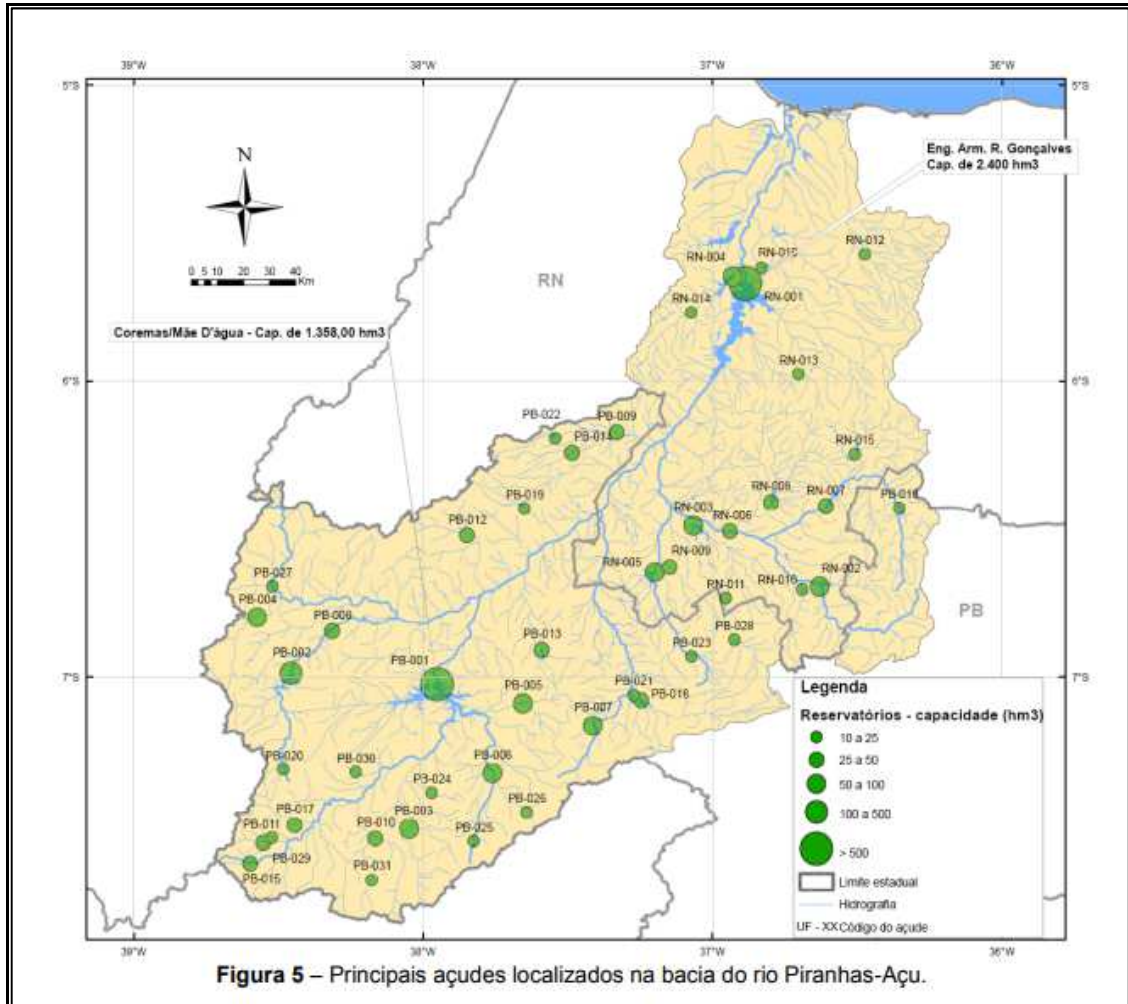 39°W 38°W 37°W 36°W
5°S 5°S
Eng. Arm. R. Gonçalves
Cap. de 2.400 hm3
N
0 5 10 20 30 40
Km
RN
RN-012
RN-004
RN-010
RN-001
RN-014
Coremas/Mãe D'água - Cap. de 1.358,00 hm3
RN-013
6°S 6°S
PB-022
PB-009
PB-014
RN-015
RN-008
RN-007
PB-019
RN-003
RN-006
PB-012
RN-009
RN-005
PB-027
RN-011
RN-016
RN-002
PB
PB-004
PB-013
PB-028
PB-023
PB-002
PB-001
7°S 7°S
PB-021
PB-005
PB-016
PB-007
PB-020
PB-030
PB-006
PB-024
PB-026
PB-017
PB-003
PB-011
PB-010
PB-025
PB-029
PB-015
PB-031
Legenda
Reservatórios - capacidade (hm3)
10 a 25
25 a 50
50 a 100
100 a 500
> 500
Limite estadual
Hidrografia
UF - XX Código do açude
39°W 38°W 37°W 36°W
Figura 5 – Principais açudes localizados na bacia do rio Piranhas-Açu.